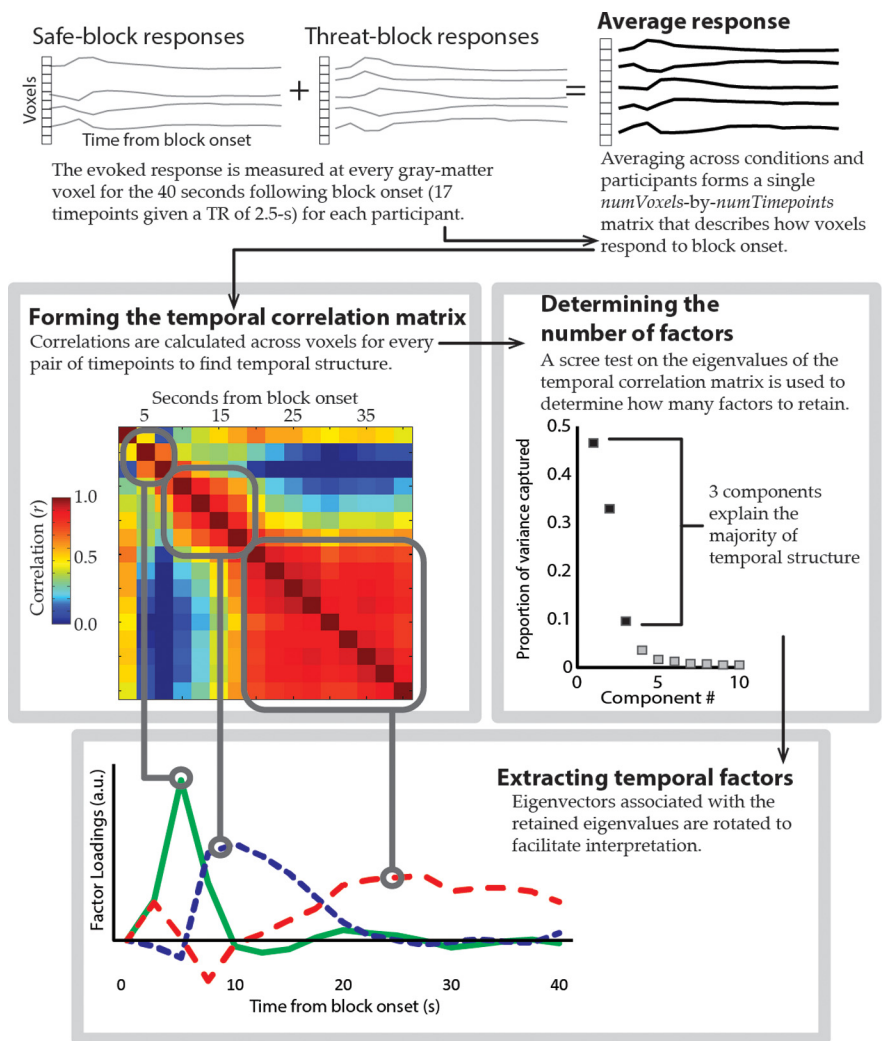 Safe-block responses
Threat-block responses
Average response
Voxels
+
=
Time from block onset
The evoked response is measured at every gray-matter
voxel for the 40 seconds following block onset (17
timepoints given a TR of 2.5-s) for each participant.
Averaging across conditions and
participants forms a single
numVoxels-by-numTimepoints
matrix that describes how voxels
respond to block onset.
Forming the temporal correlation matrix
Correlations are calculated across voxels for every
pair of timepoints to find temporal structure.
Seconds from block onset
5 15 25 35
Correlation (r)
1.0
0.5
0.0
Determining the
number of factors
A scree test on the eigenvalues of the
temporal correlation matrix is used to
determine how many factors to retain.
Proportion of variance captured
0.5
0.3
0.2
0.1
0
3 components
explain the
majority of
temporal structure
0 5 10
Component #
Extracting temporal factors
Eigenvectors associated with the
retained eigenvalues are rotated to
facilitate interpretation.
Factor Loadings (a.u.)
0 10 20 30 40
Time from block onset (s)